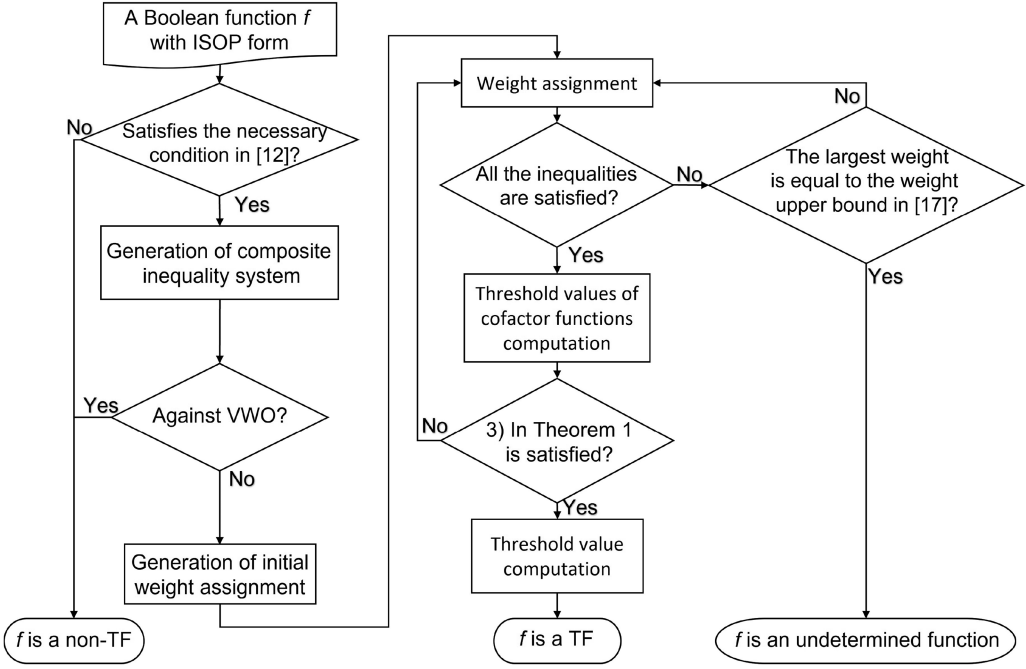 A Boolean function f
with ISOP form
No
Satisfies the necessary
condition in [12]?
Yes
Generation of composite
inequality system
Yes
Against VWO?
No
Generation of initial
weight assignment
f is a non-TF
Weight assignment
All the inequalities
are satisfied?
No
Yes
Threshold values of
cofactor functions
computation
No
3) In Theorem 1
is satisfied?
Yes
Threshold value
computation
f is a TF
No
The largest weight
is equal to the weight
upper bound in [17]?
Yes
f is an undetermined function